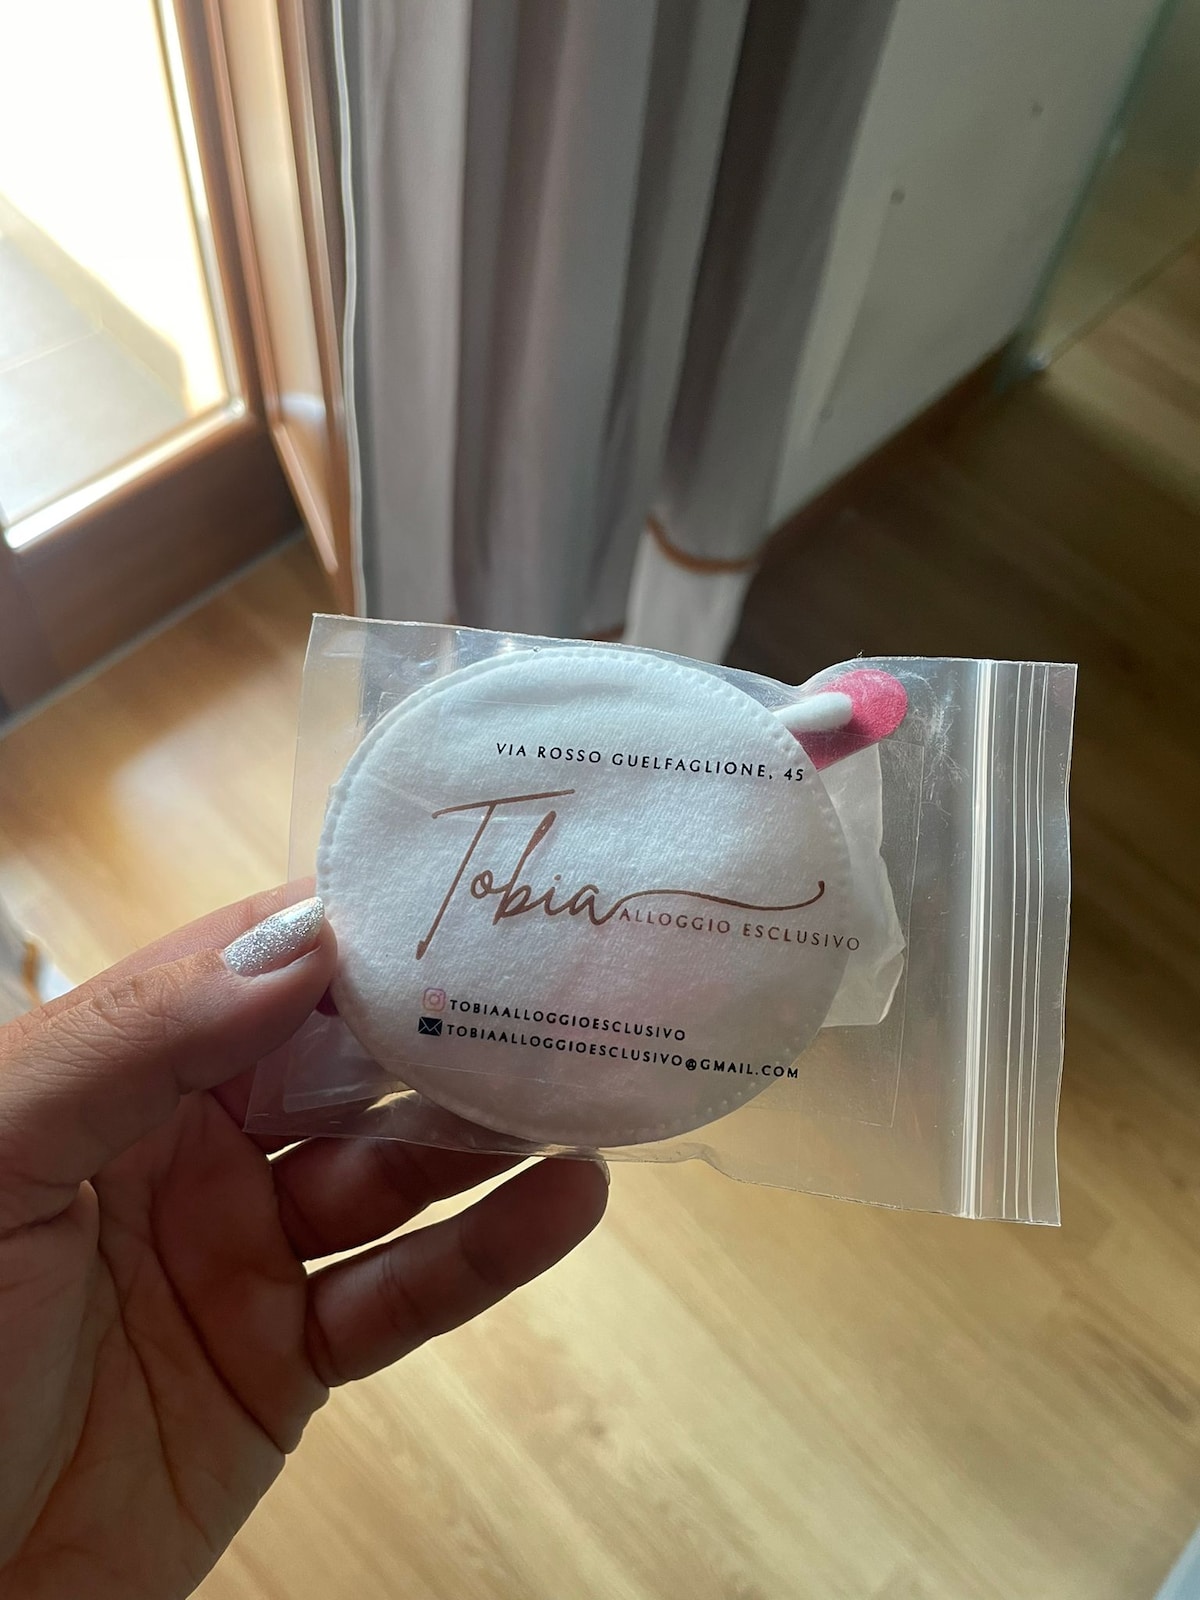 VIA ROSSO GUELFAGLIONE, 45
Tobia ALLOGGIO ESCLUSIVO
TOBIAALLOGGIOESCLUSIVO
TOBIAALLOGGIOESCLUSIVO@GMAIL.COM